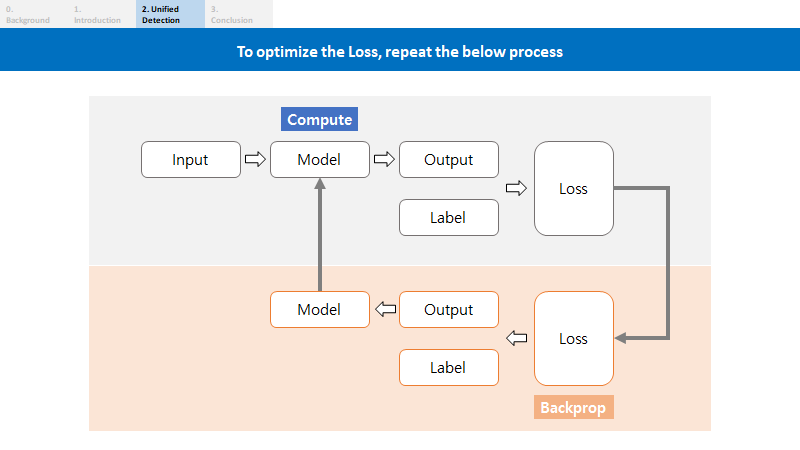 0.
Background
1.
Introduction
2. Unified
Detection
3.
Conclusion
To optimize the Loss, repeat the below process
Compute
Input
Model
Output
Label
Loss
Model
Output
Label
Loss
Backprop